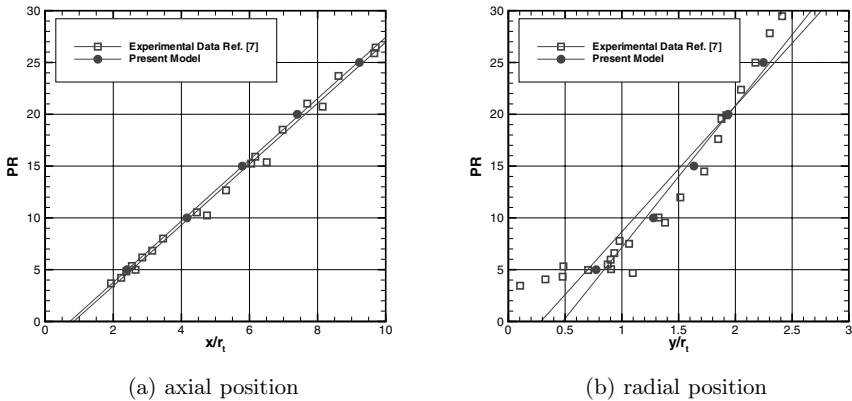 30
25
20
15
10
5
0
PR
Experimental Data Ref. [7]
Present Model
0 2 4 6 8 10
x/r_t
(a) axial position
30
25
20
15
10
5
0
PR
Experimental Data Ref. [7]
Present Model
0 0.5 1 1.5 2 2.5 3
y/r_t
(b) radial position